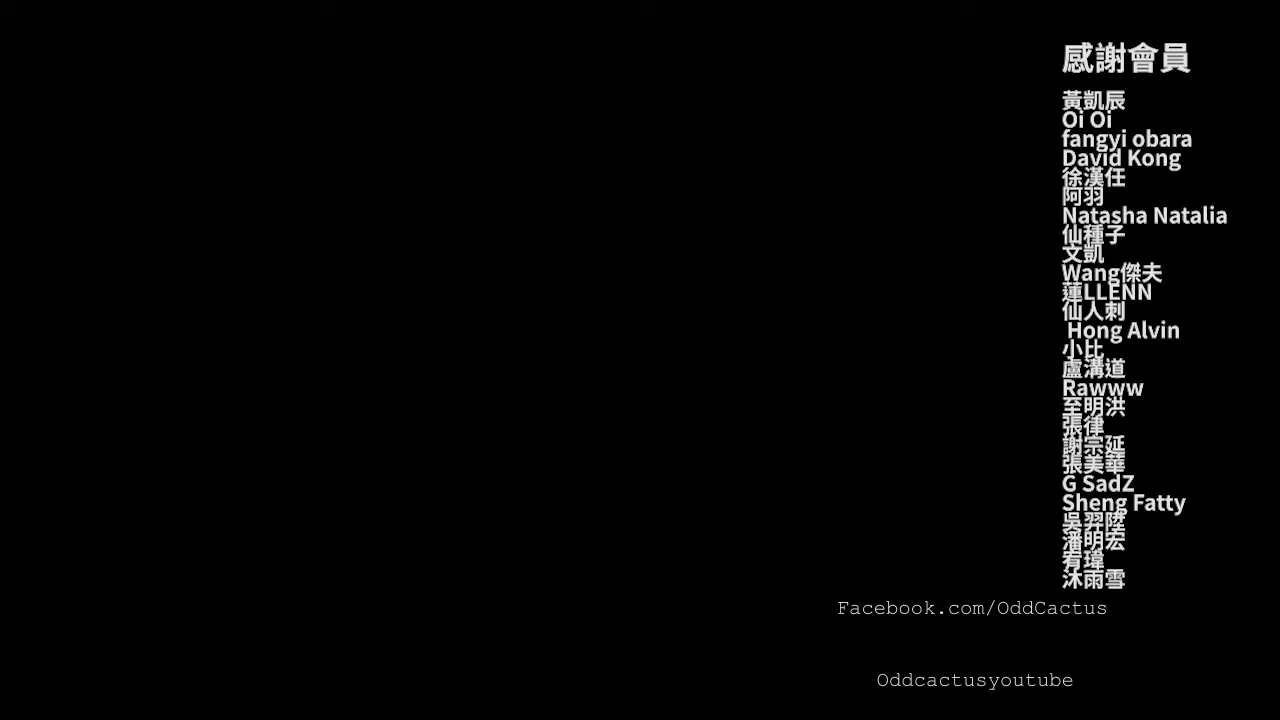 感謝會員
黃凱辰
Oi Oi
fangyi obara
David Kong
徐漢任
阿羽
Natasha Natalia
仙種子
文凱
Wang傑夫
蓮LLENN
仙人刺
Hong Alvin
小比
盧溝道
Rawww
至明洪
張律
謝宗延
張美華
G SadZ
Sheng Fatty
吳羿陞
潘明宏
宥瑋
沐雨雪
Facebook.com/OddCactus
Oddcactusyoutube